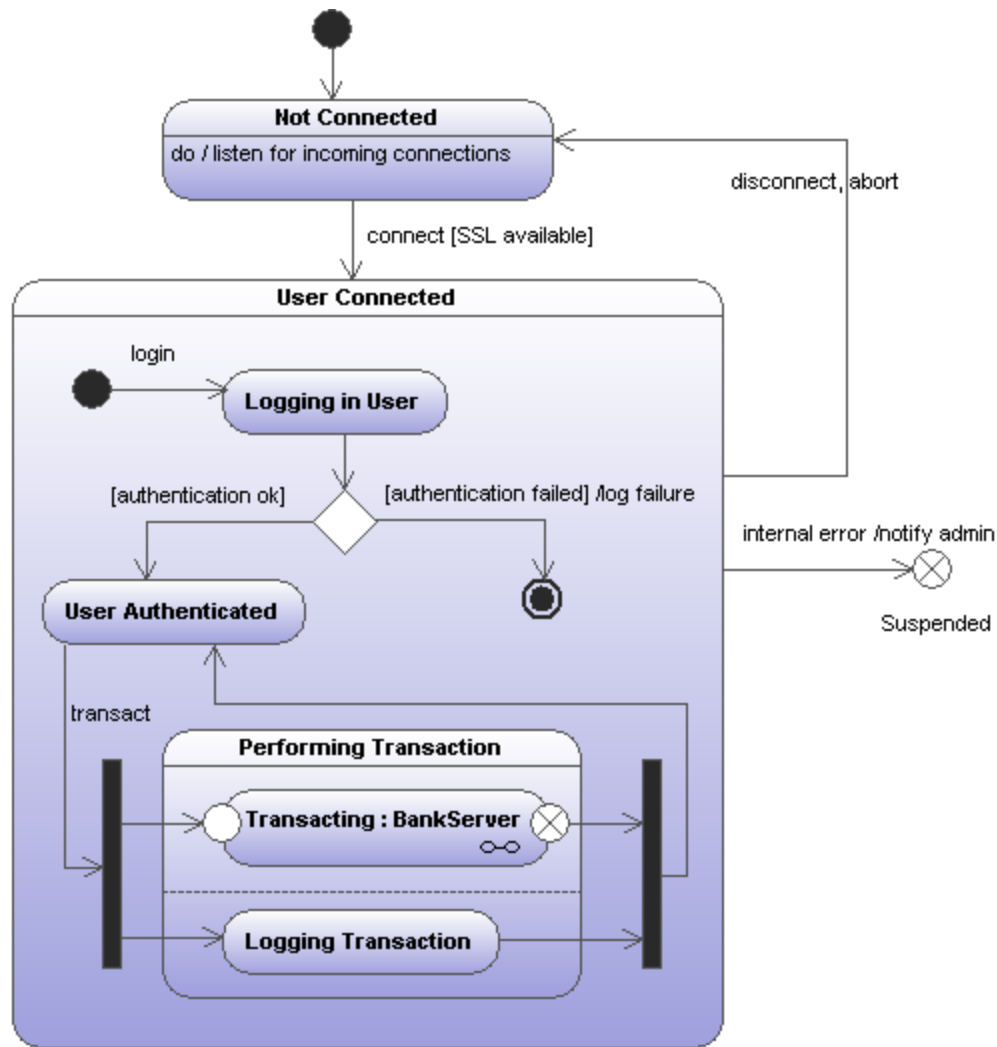 Not Connected
do / listen for incoming connections
disconnect, abort
connect [SSL available]
User Connected
login
Logging in User
[authentication ok]
[authentication failed] /log failure
internal error /notify admin
User Authenticated
Suspended
transact
Performing Transaction
Transacting : BankServer
Logging Transaction